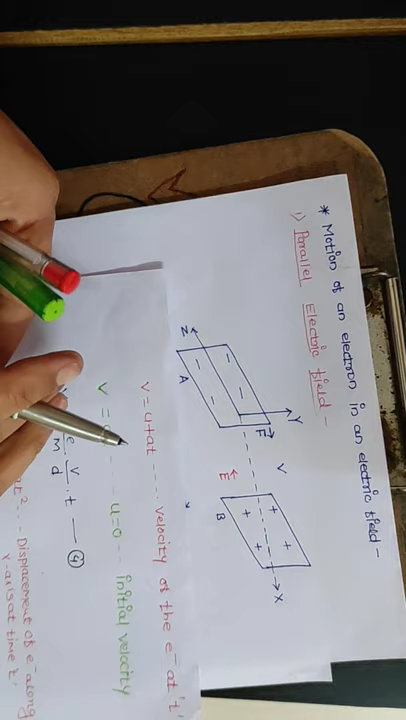 * Motion of an electron in an electric field -
1) Parallel Electric field -
Y
Z
A
F
V
E
B
X
v = u + at ..... velocity of the e⁻ at 't'
v = ... u = 0 .. initial velocity
e/m V/d . t — ④
t² .. Displacement of e⁻ along
x-axis at time 't'